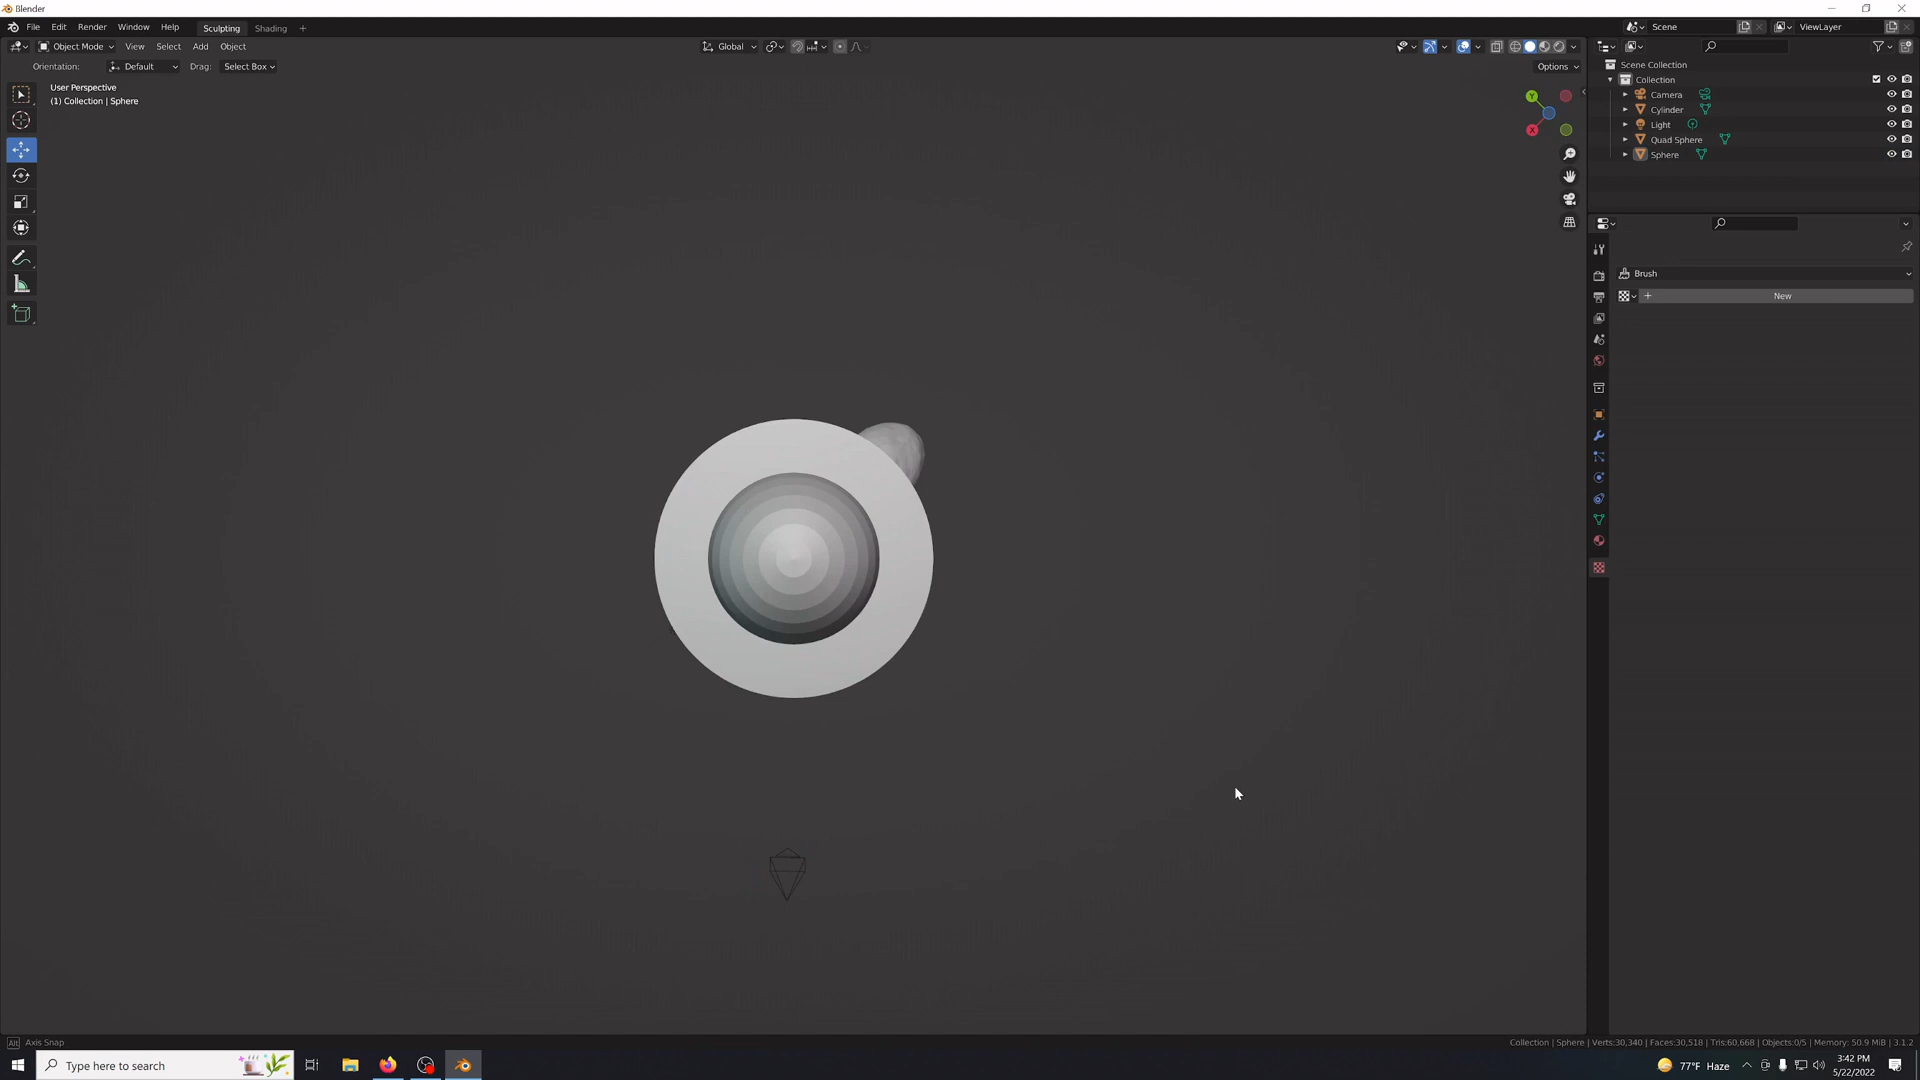 Blender
File Edit Render Window Help Sculpting Shading +
Scene
ViewLayer
Object Mode View Select Add Object
Global
Orientation: Default Drag: Select Box
Options
User Perspective
(1) Collection | Sphere
Y
X
Scene Collection
Collection
Camera
Cylinder
Light
Quad Sphere
Sphere
Brush
+ New
Alt Axis Snap
Collection | Sphere | Verts:30,340 | Faces:30,518 | Tris:60,668 | Objects:0/5 | Memory: 50.9 MiB | 3.1.2
Type here to search
77°F Haze
3:42 PM
5/22/2022